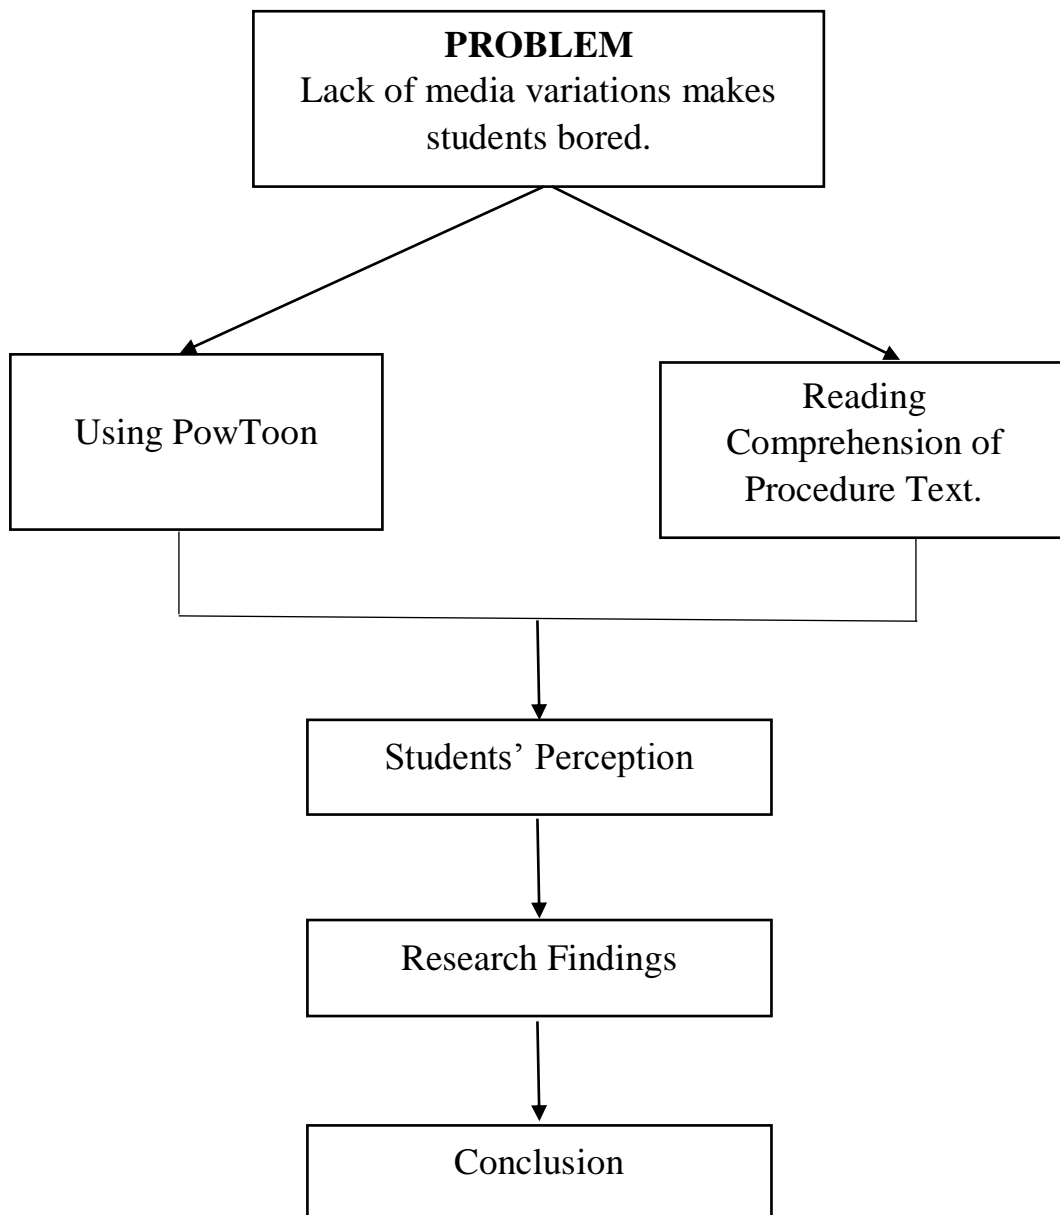 PROBLEM
Lack of media variations makes
students bored.
Using PowToon
Reading
Comprehension of
Procedure Text.
Students’ Perception
Research Findings
Conclusion